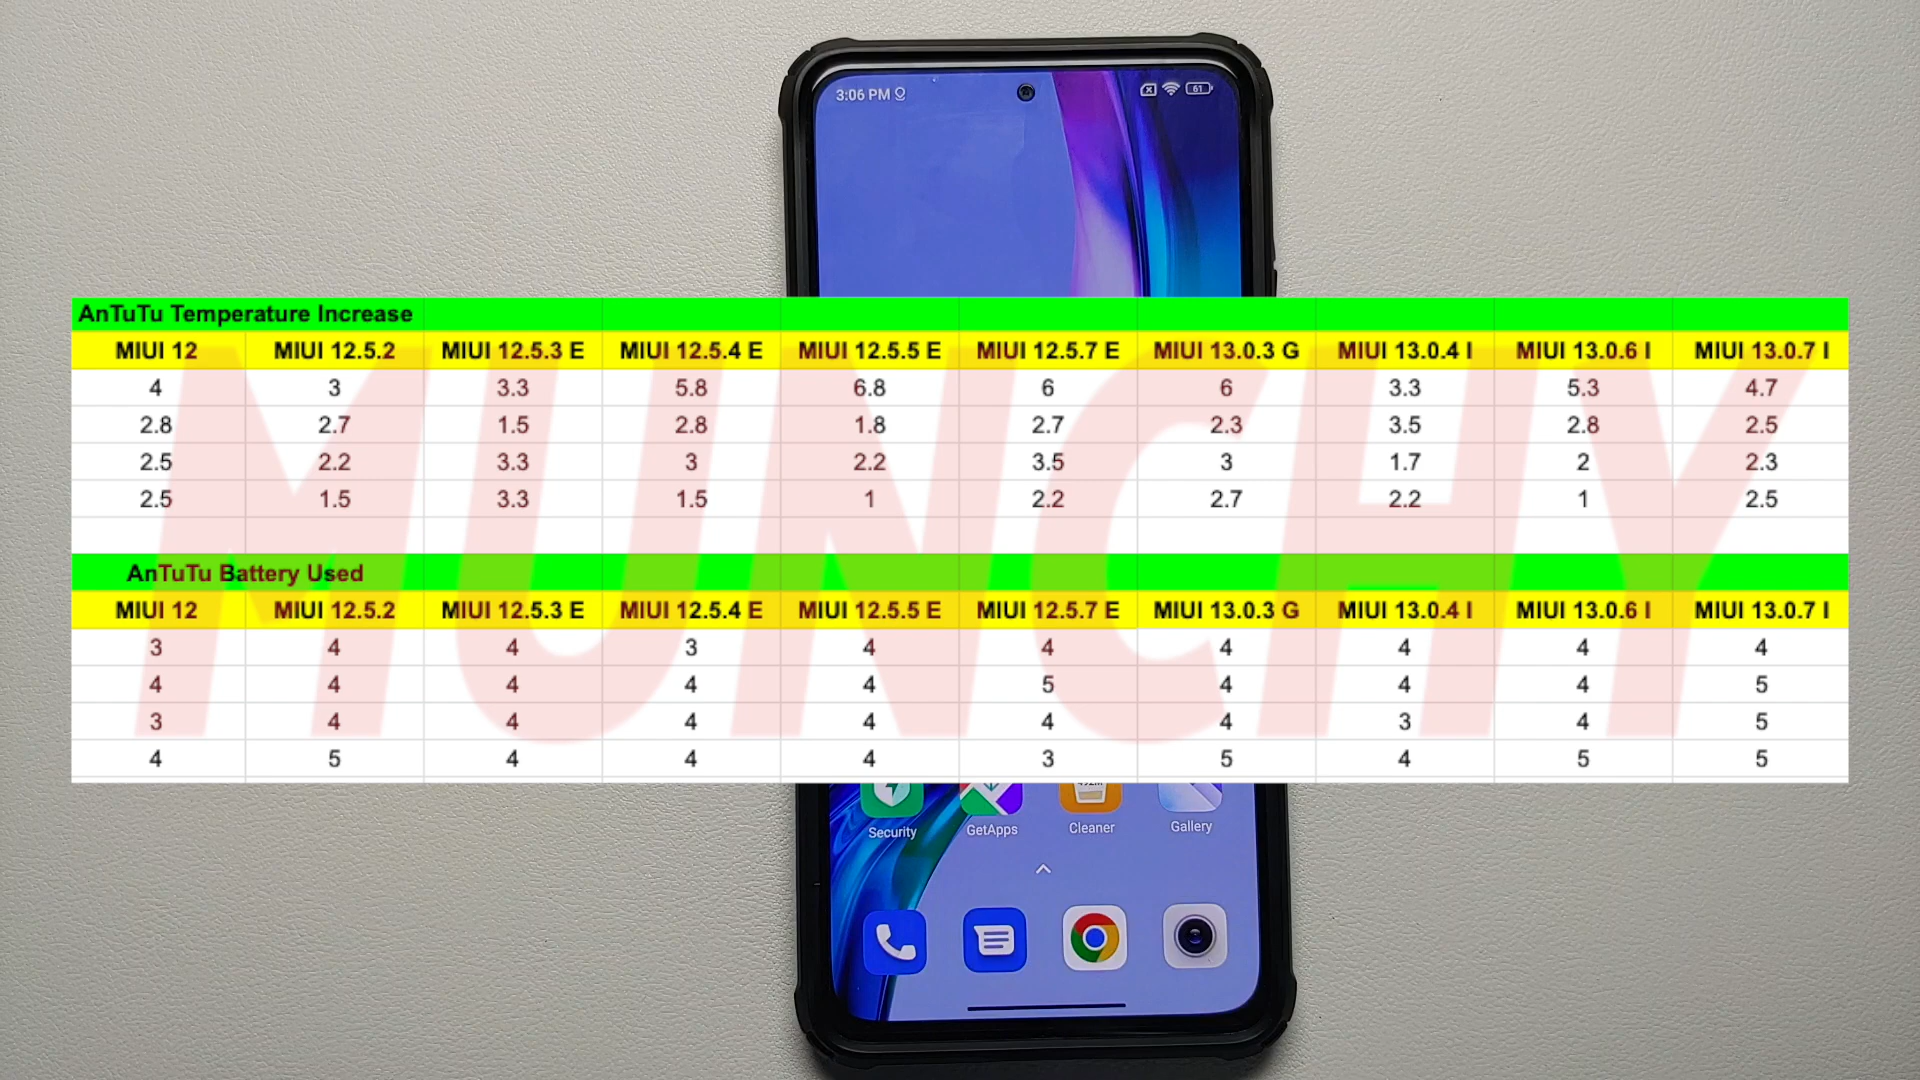 3:06 PM
61
AnTuTu Temperature Increase
MIUI 12 MIUI 12.5.2 MIUI 12.5.3 E MIUI 12.5.4 E MIUI 12.5.5 E MIUI 12.5.7 E MIUI 13.0.3 G MIUI 13.0.4 I MIUI 13.0.6 I MIUI 13.0.7 I
4 3 3.3 5.8 6.8 6 6 3.3 5.3 4.7
2.8 2.7 1.5 2.8 1.8 2.7 2.3 3.5 2.8 2.5
2.5 2.2 3.3 3 2.2 3.5 3 1.7 2 2.3
2.5 1.5 3.3 1.5 1 2.2 2.7 2.2 1 2.5
MUNCHY
AnTuTu Battery Used
MIUI 12 MIUI 12.5.2 MIUI 12.5.3 E MIUI 12.5.4 E MIUI 12.5.5 E MIUI 12.5.7 E MIUI 13.0.3 G MIUI 13.0.4 I MIUI 13.0.6 I MIUI 13.0.7 I
3 4 4 3 4 4 4 4 4 4
4 4 4 4 4 5 4 4 4 5
3 4 4 4 4 4 4 3 4 5
4 5 4 4 4 3 5 4 5 5
Security GetApps Cleaner Gallery